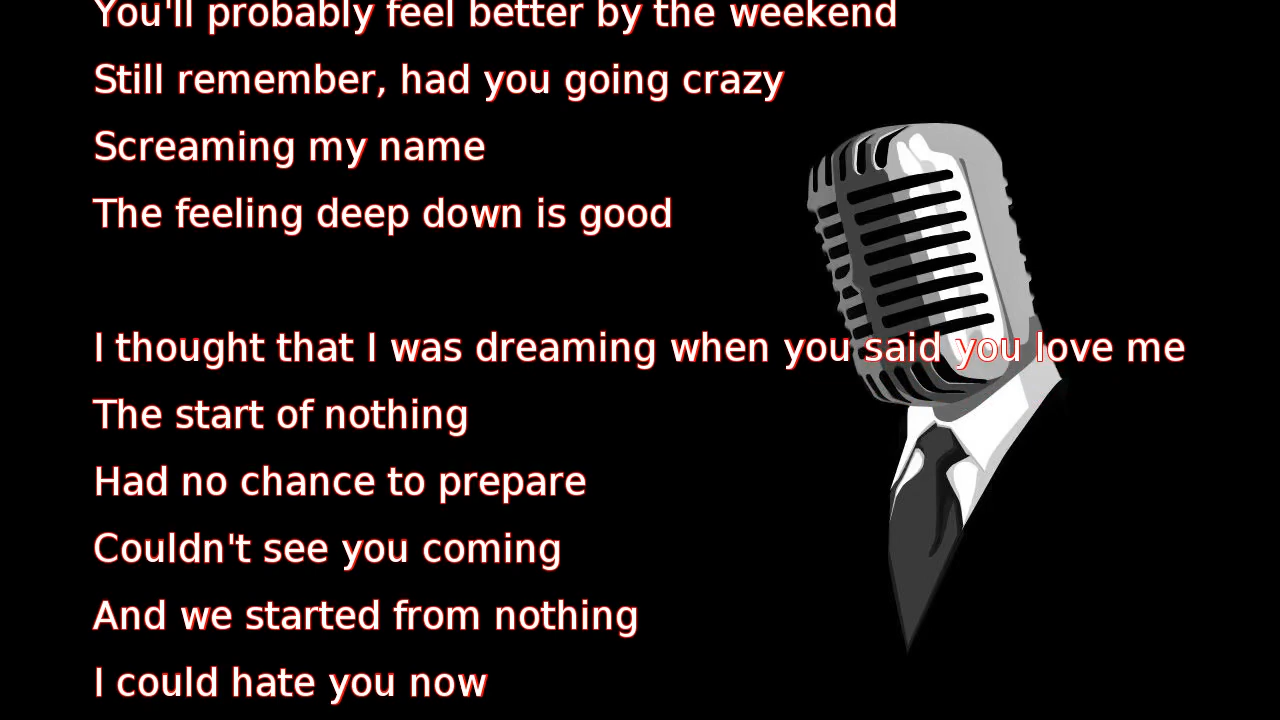 You'll probably feel better by the weekend
Still remember, had you going crazy
Screaming my name
The feeling deep down is good
I thought that I was dreaming when you said you love me
The start of nothing
Had no chance to prepare
Couldn't see you coming
And we started from nothing
I could hate you now